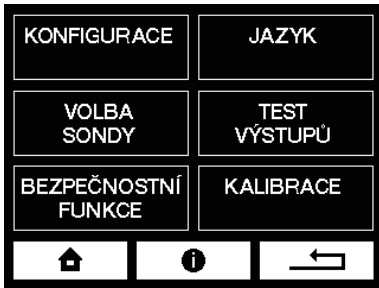 KONFIGURACE
JAZYK
VOLBA
SONDY
TEST
VÝSTUPŮ
BEZPEČNOSTNÍ
FUNKCE
KALIBRACE